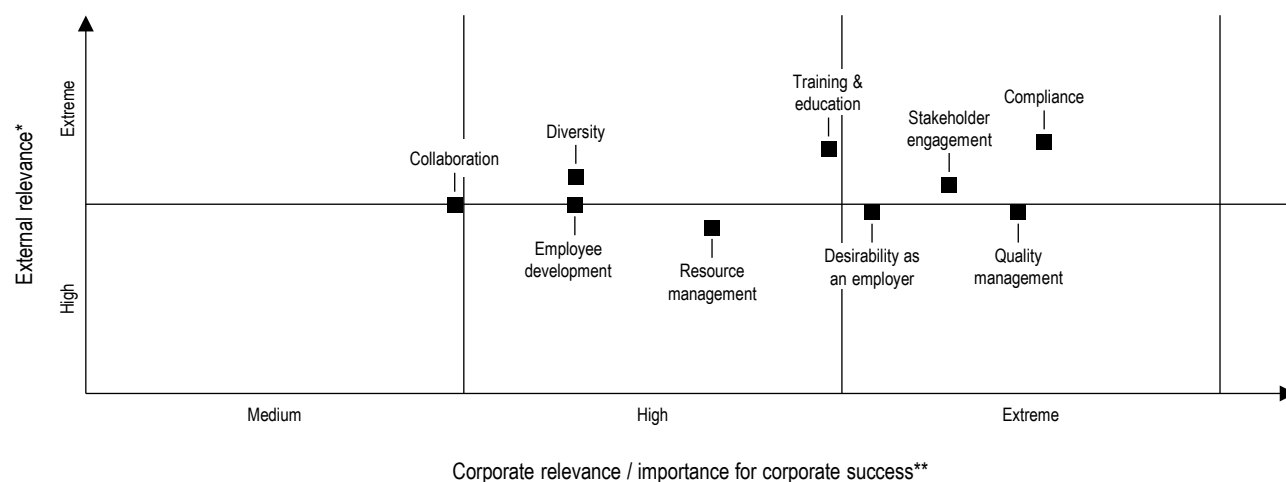 External relevance*
Extreme
High
Collaboration
Diversity
Employee
development
Resource
management
Training &
education
Desirability as
an employer
Stakeholder
engagement
Quality
management
Compliance
Medium
High
Extreme
Corporate relevance / importance for corporate success**